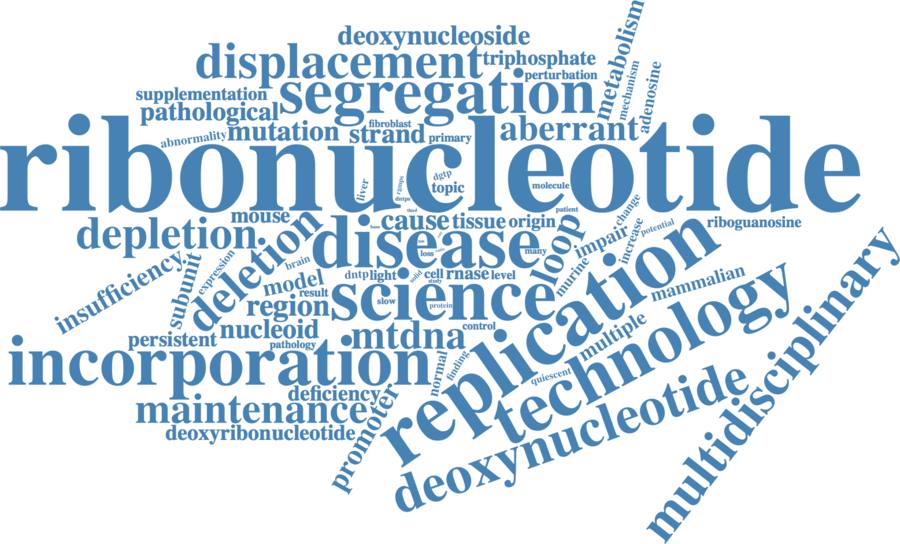 deoxynucleoside
metabolism
displacement
triphosphate
perturbation
mechanism
adenosine
supplementation
segregation
pathological
fibroblast
abnormality
mutation
strand
primary
aberrant
ribonucleotide
liver
dgtp
topic
molecule
mouse
cause
tissue
origin
patient
change
riboguanosine
depletion
deletion
disease
loss
many
loop
impair
increase
potential
insufficiency
subunit
expression
brain
model
dntp
light
cell
rnase
level
murine
replication
mammalian
region
result
slow
science
protein
study
solid
technology
multidisciplinary
persistent
nucleoid
pathology
mtdna
control
multiple
incorporation
deficiency
normal
finding
quiescent
maintenance
promoter
deoxynucleotide
deoxyribonucleotide